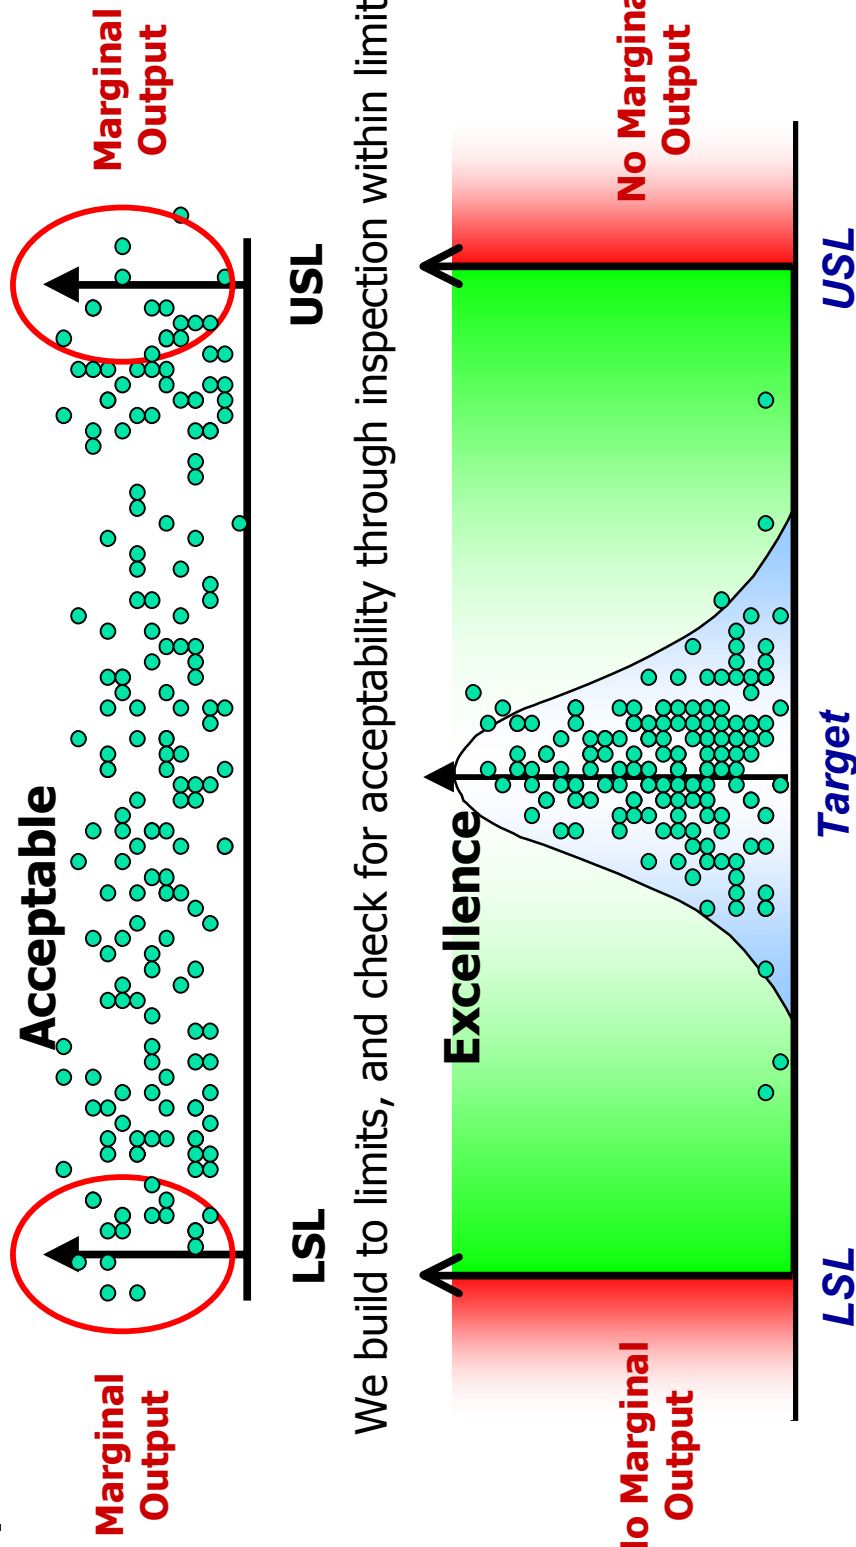 Acceptable
Marginal
Output
Marginal
Output
LSL
USL
We build to limits, and check for acceptability through inspection within limit
Excellence
Marginal
Output
No Margina
Output
LSL
Target
USL